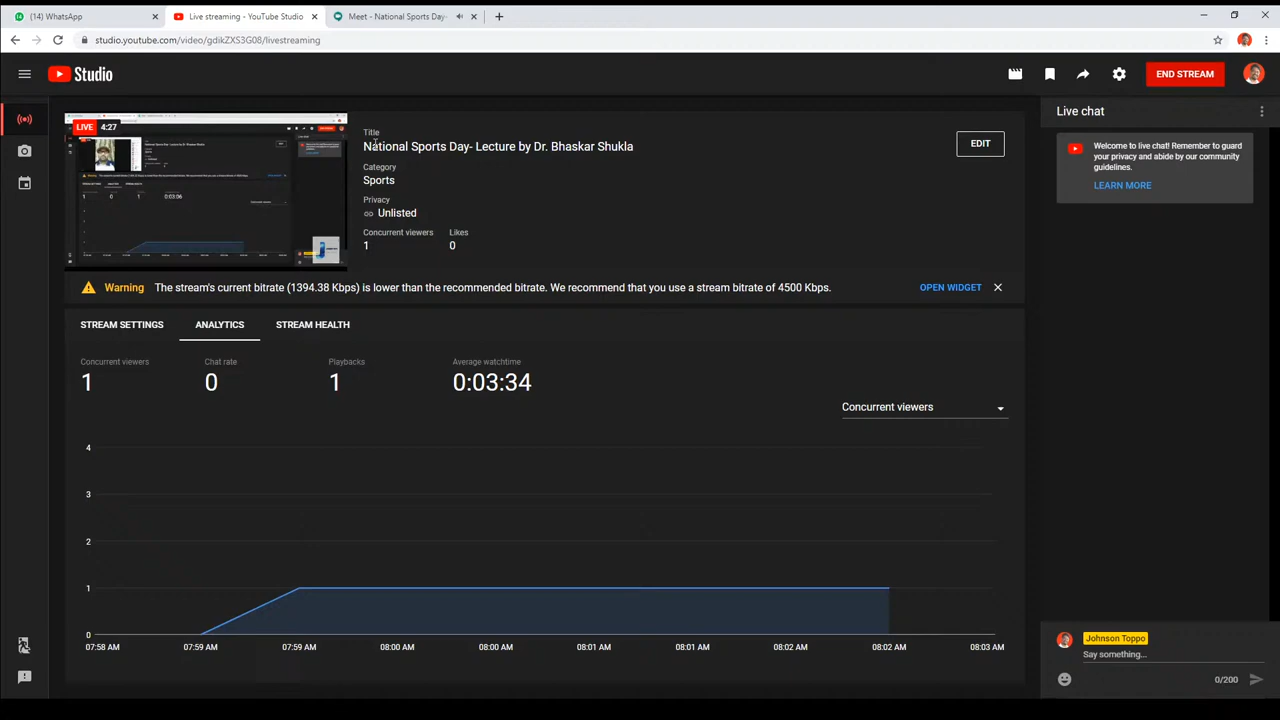 (14) WhatsApp
Live streaming - YouTube Studio
Meet - National Sports Day-
studio.youtube.com/video/gdikZXS3G08/livestreaming
Studio
END STREAM
LIVE 4:27
Title
National Sports Day- Lecture by Dr. Bhaskar Shukla
EDIT
Category
Sports
Privacy
Unlisted
Concurrent viewers Likes
1 0
Live chat
Welcome to live chat! Remember to guard
your privacy and abide by our community
guidelines.
LEARN MORE
Warning The stream's current bitrate (1394.38 Kbps) is lower than the recommended bitrate. We recommend that you use a stream bitrate of 4500 Kbps. OPEN WIDGET
STREAM SETTINGS ANALYTICS STREAM HEALTH
Concurrent viewers Chat rate Playbacks Average watchtime
1 0 1 0:03:34
Concurrent viewers
4
3
2
1
0
07:58 AM 07:59 AM 07:59 AM 08:00 AM 08:00 AM 08:01 AM 08:01 AM 08:02 AM 08:02 AM 08:03 AM
Johnson Toppo
Say something...
0/200